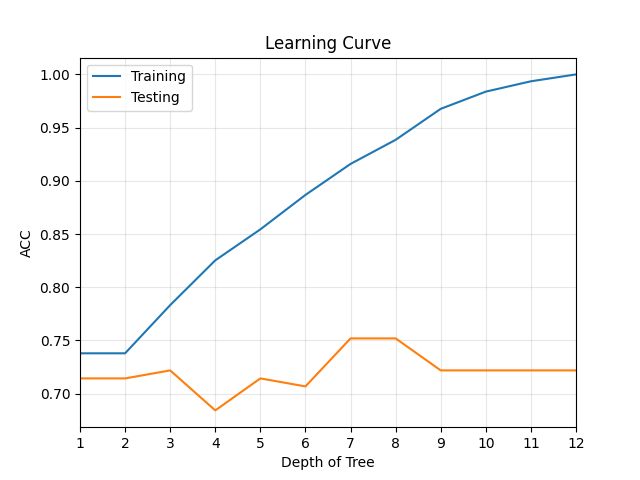 Learning Curve
Training
Testing
1.00
0.95
0.90
0.85
0.80
0.75
0.70
ACC
1 2 3 4 5 6 7 8 9 10 11 12
Depth of Tree